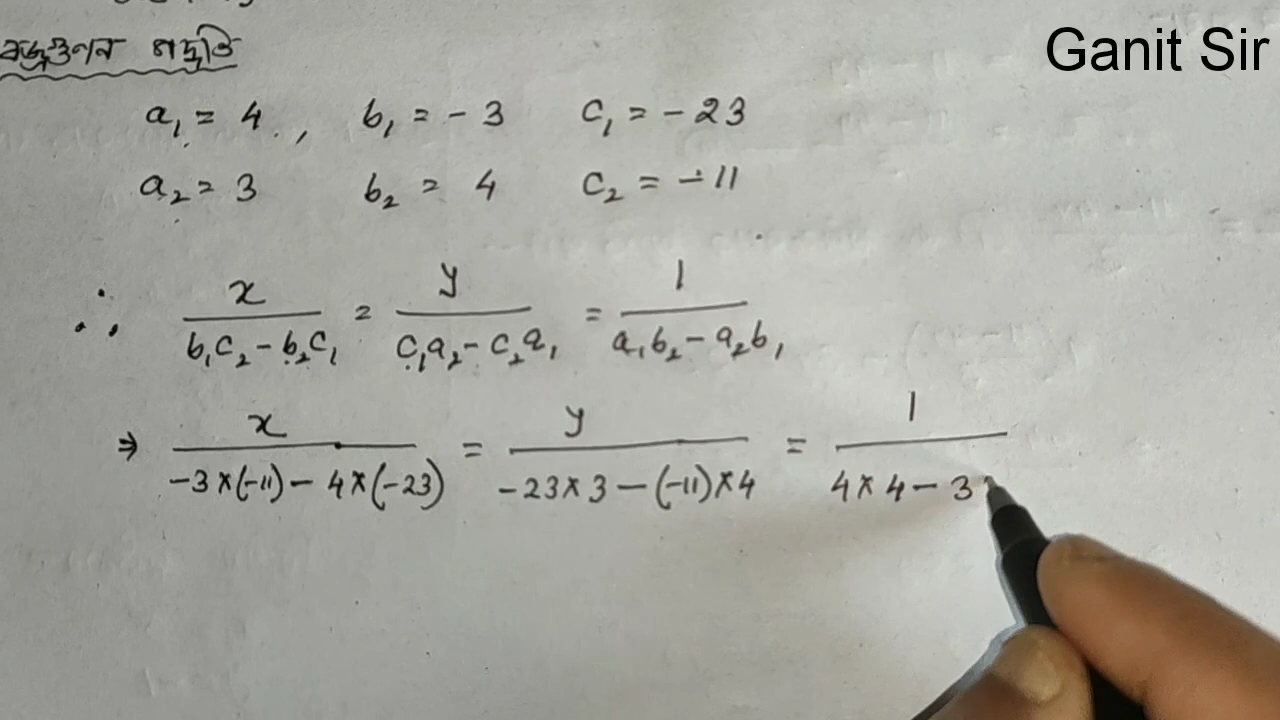 Ganit Sir
বজ্রগুণন পদ্ধতি
a₁ = 4 , b₁ = - 3 c₁ = - 23
a₂ = 3 b₂ = 4 c₂ = - 11
∴ x/(b₁c₂ - b₂c₁) = y/(c₁a₂ - c₂a₁) = 1/(a₁b₂ - a₂b₁)
⇒ x/(-3×(-11) - 4×(-23)) = y/(-23×3 - (-11)×4) = 1/(4×4 - 3